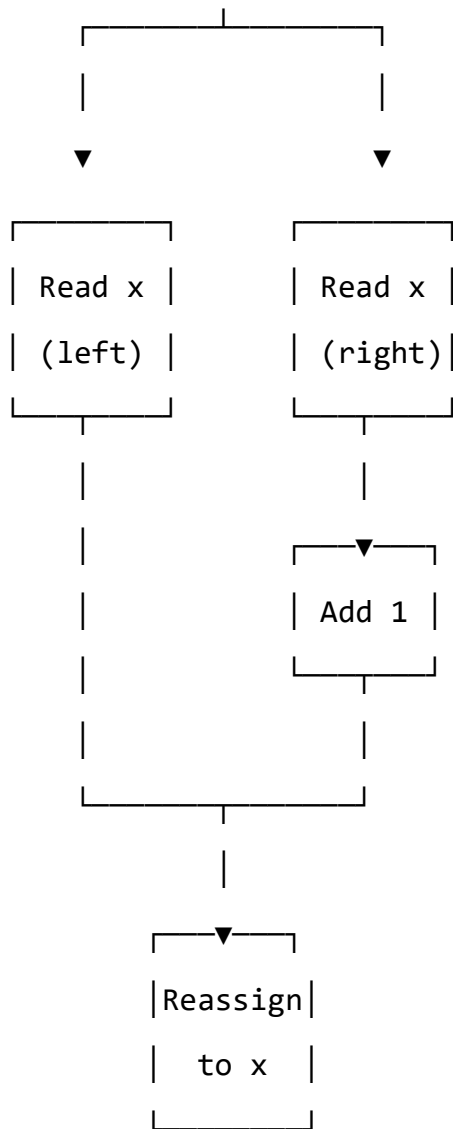 Read x
(left)
Read x
(right)
Add 1
Reassign
to x